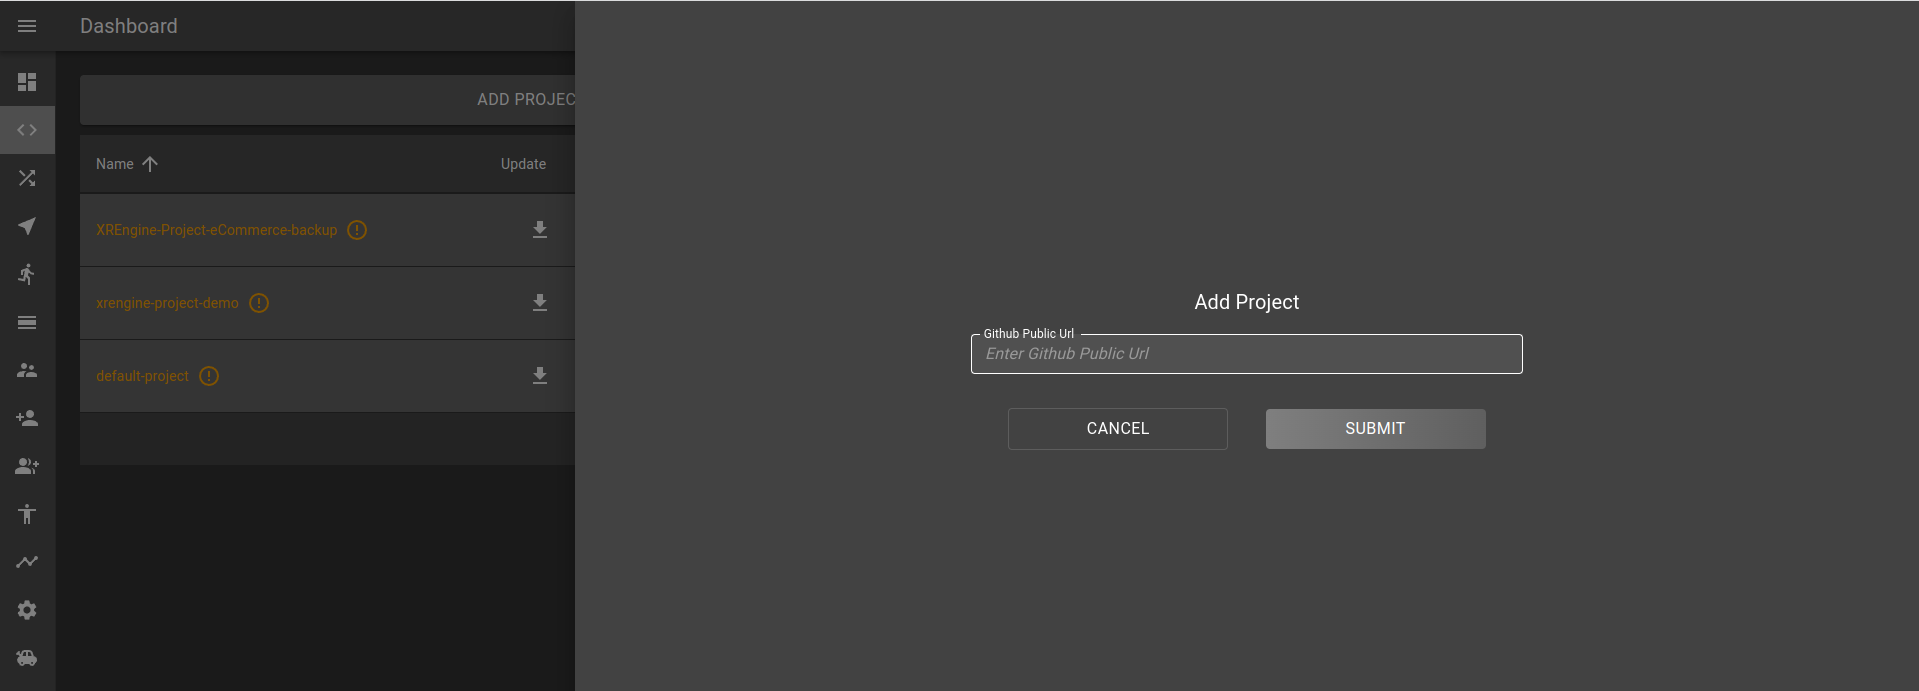 Dashboard
ADD PROJEC
Name
Update
XREngine-Project-eCommerce-backup
xrengine-project-demo
default-project
Add Project
Github Public Url
Enter Github Public Url
CANCEL
SUBMIT